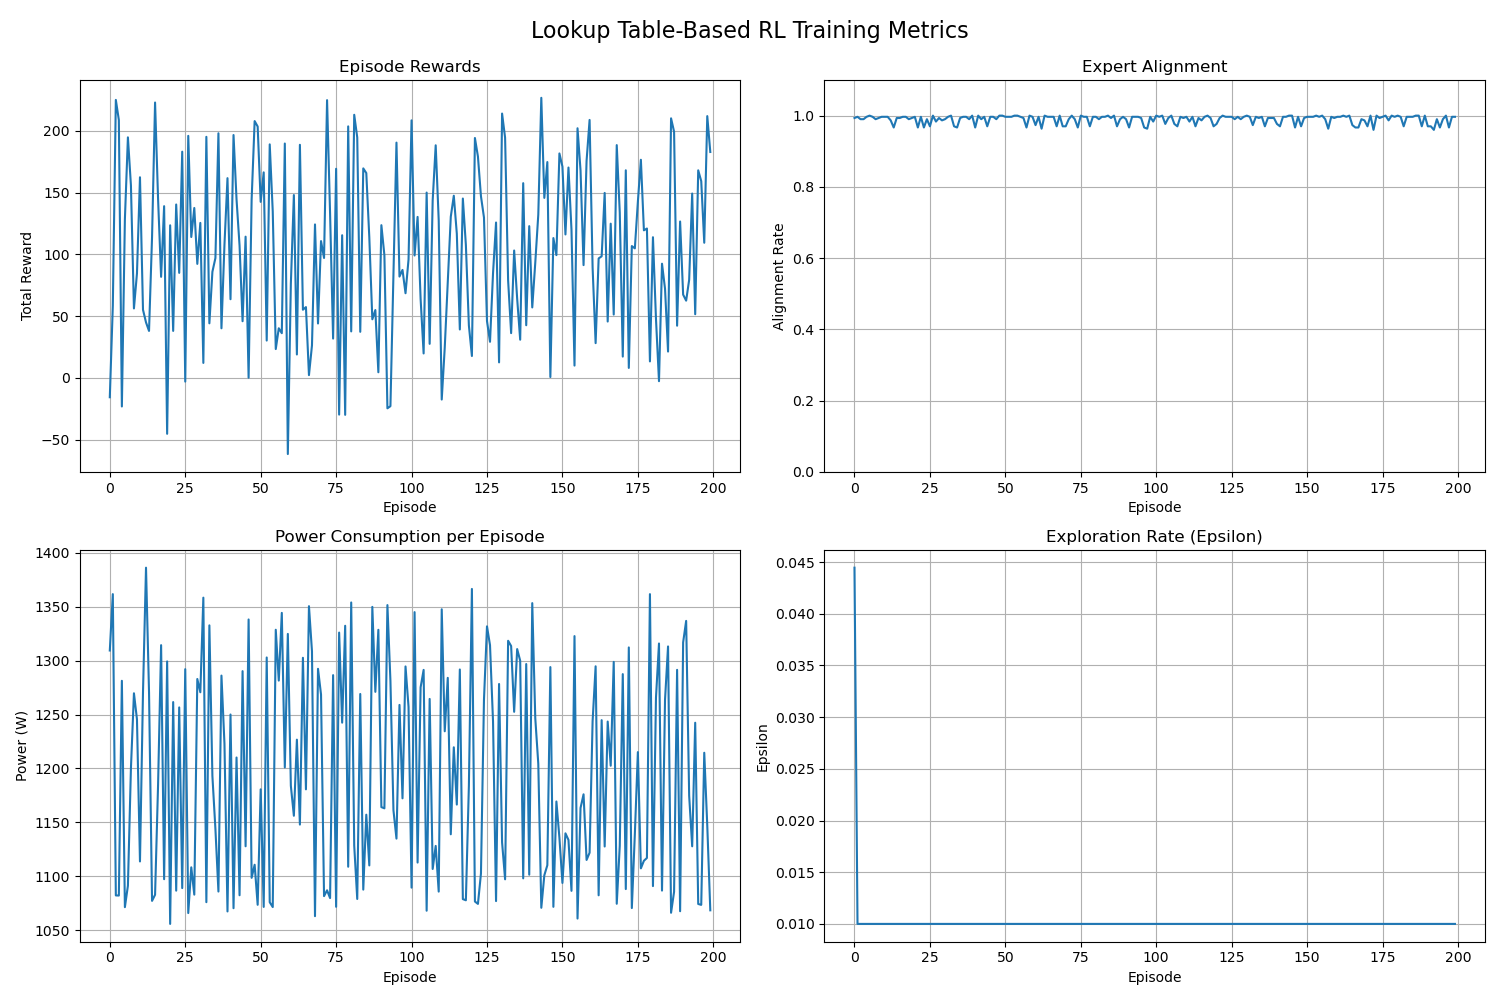 Lookup Table-Based RL Training Metrics
Episode Rewards
Total Reward
200
150
100
50
0
−50
0 25 50 75 100 125 150 175 200
Episode
Expert Alignment
Alignment Rate
1.0
0.8
0.6
0.4
0.2
0.0
0 25 50 75 100 125 150 175 200
Episode
Power Consumption per Episode
Power (W)
1400
1350
1300
1250
1200
1150
1100
1050
0 25 50 75 100 125 150 175 200
Episode
Exploration Rate (Epsilon)
Epsilon
0.045
0.040
0.035
0.030
0.025
0.020
0.015
0.010
0 25 50 75 100 125 150 175 200
Episode